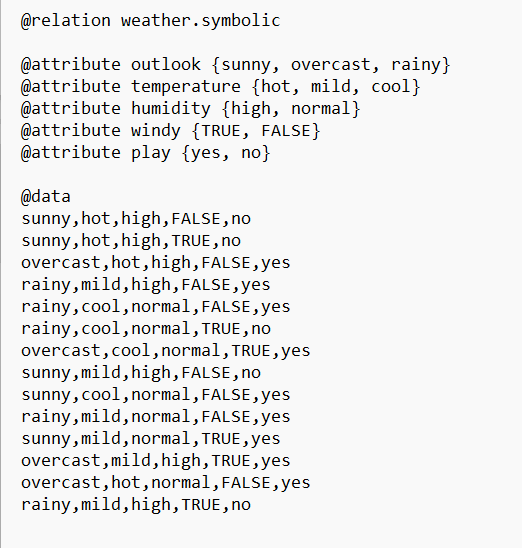 @relation weather.symbolic
@attribute outlook {sunny, overcast, rainy}
@attribute temperature {hot, mild, cool}
@attribute humidity {high, normal}
@attribute windy {TRUE, FALSE}
@attribute play {yes, no}
@data
sunny,hot,high,FALSE,no
sunny,hot,high,TRUE,no
overcast,hot,high,FALSE,yes
rainy,mild,high,FALSE,yes
rainy,cool,normal,FALSE,yes
rainy,cool,normal,TRUE,no
overcast,cool,normal,TRUE,yes
sunny,mild,high,FALSE,no
sunny,cool,normal,FALSE,yes
rainy,mild,normal,FALSE,yes
sunny,mild,normal,TRUE,yes
overcast,mild,high,TRUE,yes
overcast,hot,normal,FALSE,yes
rainy,mild,high,TRUE,no